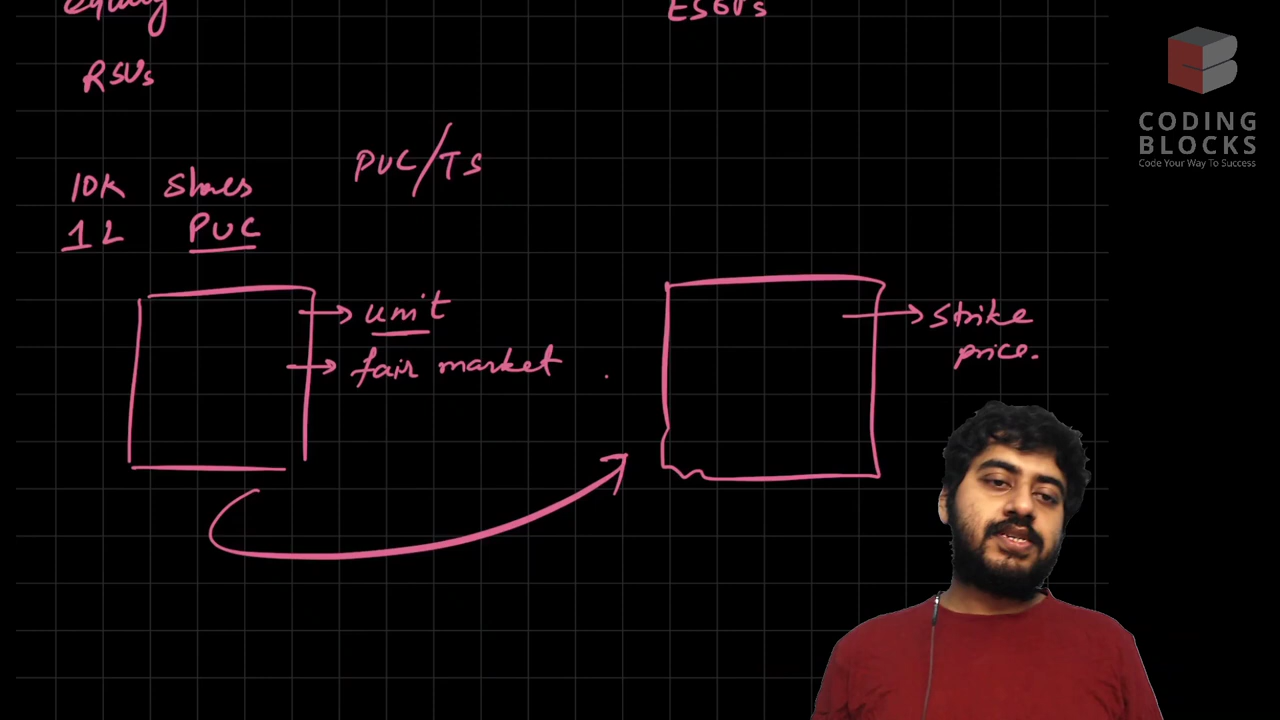 equity
ESOPs
RSUs
10K Shares
1L PUC
PUC/TS
unit
fair market
strike
price.
CODING
BLOCKS
Code Your Way To Success